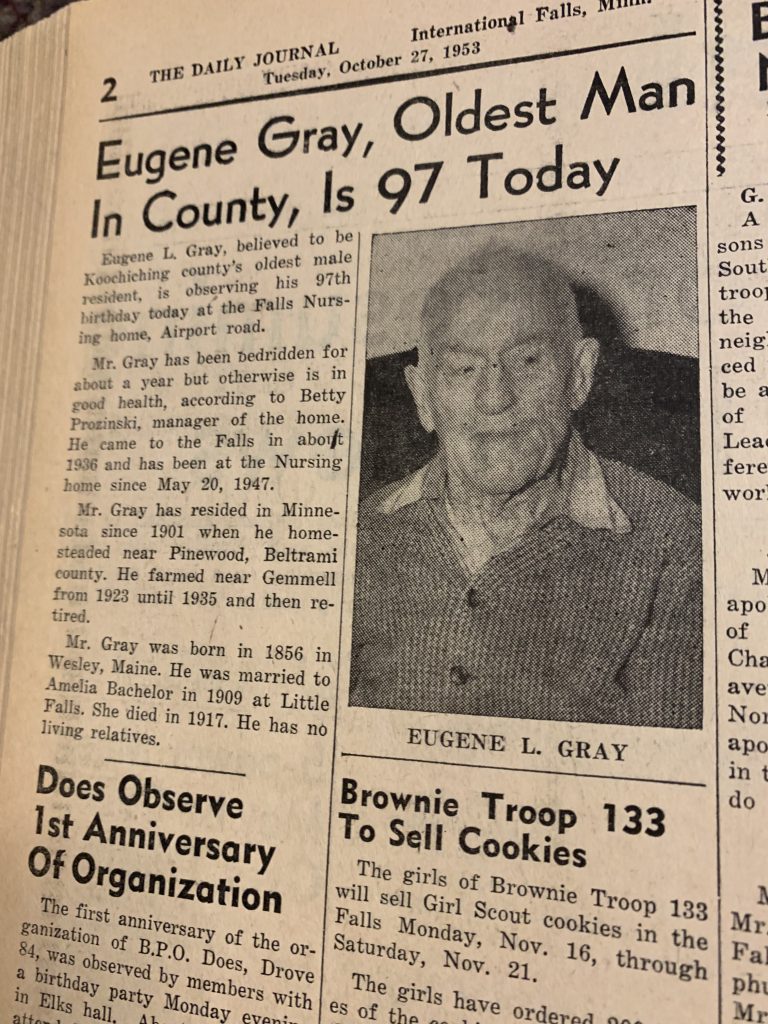 2
THE DAILY JOURNAL
International Falls, Minn.
Tuesday, October 27, 1953
Eugene Gray, Oldest Man
In County, Is 97 Today
Eugene L. Gray, believed to be
Koochiching county's oldest male
resident, is observing his 97th
birthday today at the Falls Nurs-
ing home, Airport road.
Mr. Gray has been bedridden for
about a year but otherwise is in
good health, according to Betty
Prozinski, manager of the home.
He came to the Falls in about
1936 and has been at the Nursing
home since May 20, 1947.
Mr. Gray has resided in Minne-
sota since 1901 when he home-
steaded near Pinewood, Beltrami
county. He farmed near Gemmell
from 1923 until 1935 and then re-
tired.
Mr. Gray was born in 1856 in
Wesley, Maine. He was married to
Amelia Bachelor in 1909 at Little
Falls. She died in 1917. He has no
living relatives.
EUGENE L. GRAY
Does Observe
1st Anniversary
Of Organization
The first anniversary of the or-
ganization of B.P.O. Does, Drove
84, was observed by members with
a birthday party Monday evening
in Elks hall.
Brownie Troop 133
To Sell Cookies
The girls of Brownie Troop 133
will sell Girl Scout cookies in the
Falls Monday, Nov. 16, through
Saturday, Nov. 21.
The girls have ordered
es of the
G.
A
sons
Sout
troop
the
neig
ced
be a
of
Lea
fere
work
M
apo
of
Cha
ave
Nor
apo
in t
do
M
Mr.
Fal
phu
Mr